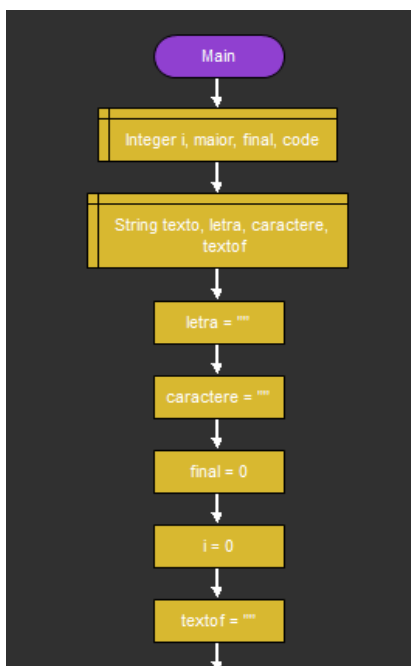 Main
Integer i, maior, final, code
String texto, letra, caractere,
textof
letra = ""
caractere = ""
final = 0
i = 0
textof = ""